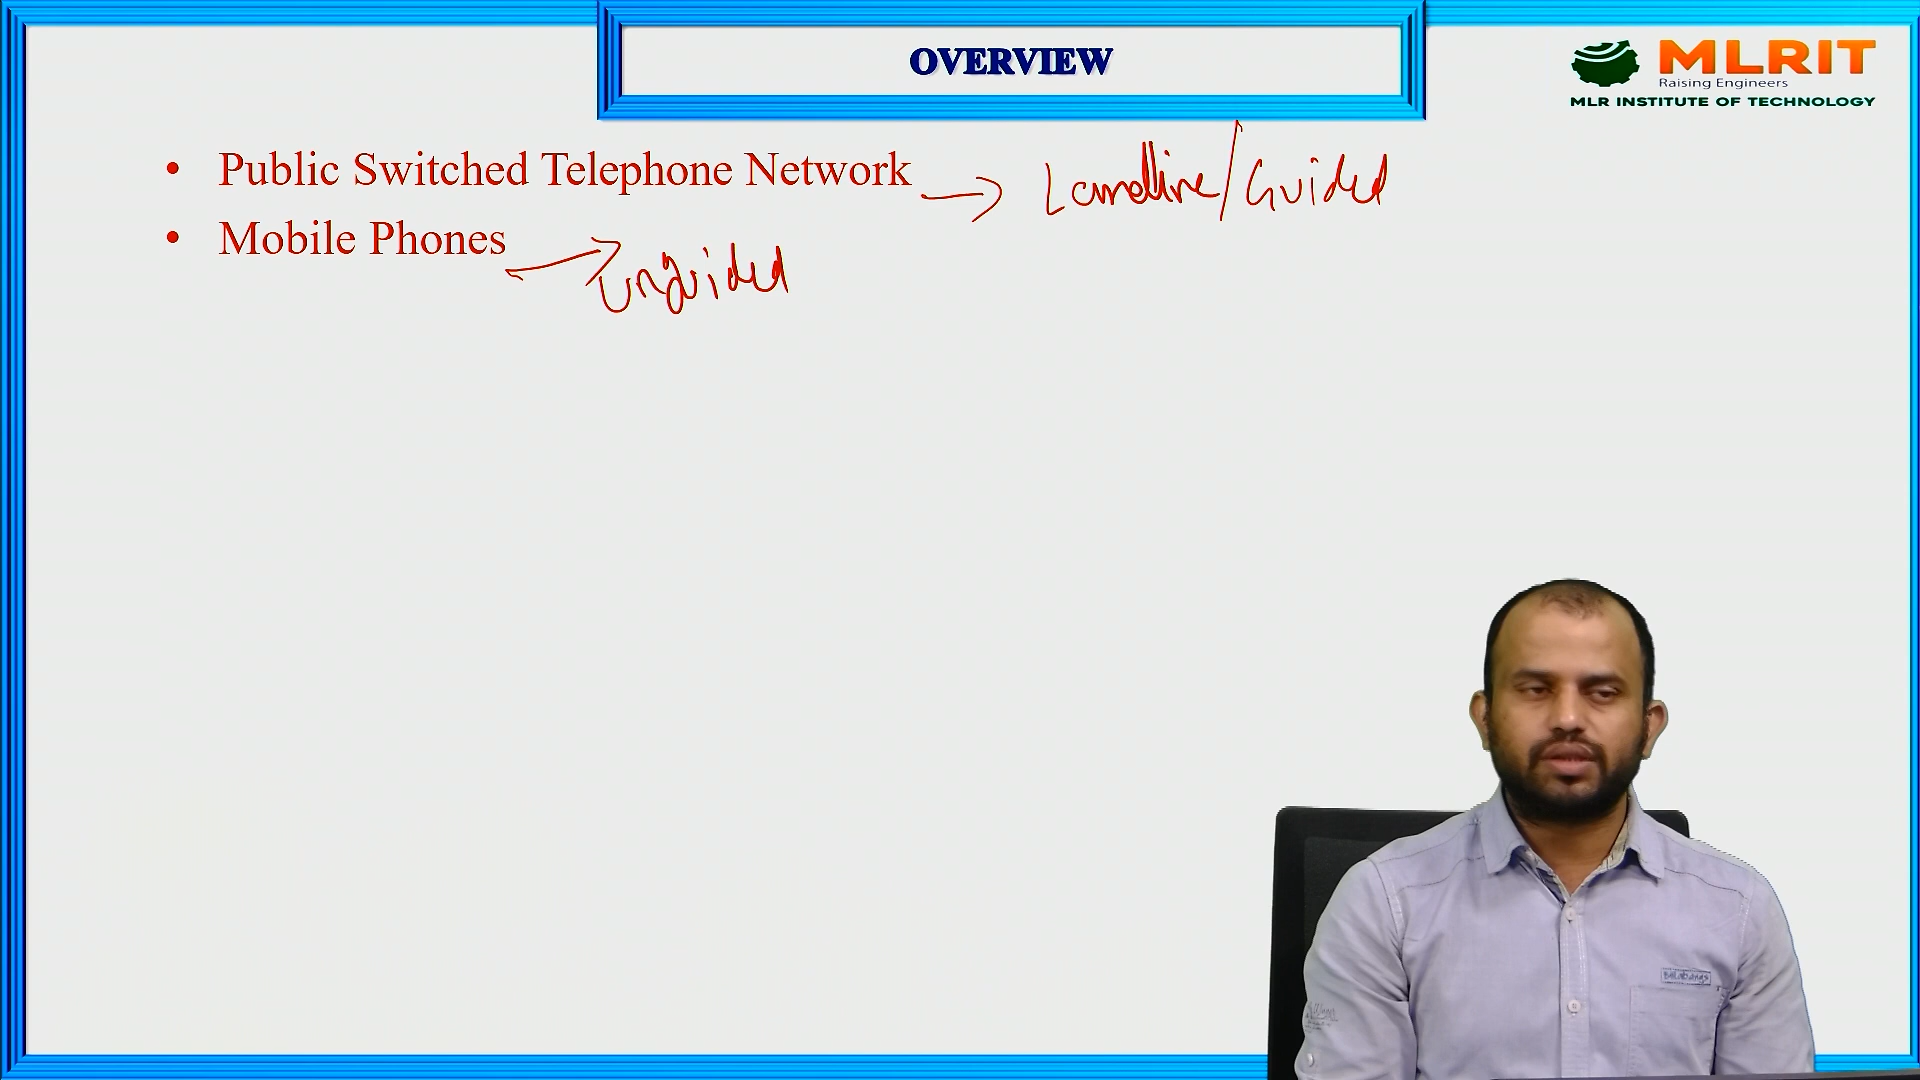 OVERVIEW
MLRIT
Raising Engineers
MLR INSTITUTE OF TECHNOLOGY
• Public Switched Telephone Network → Landline/Guided
• Mobile Phones → Unguided